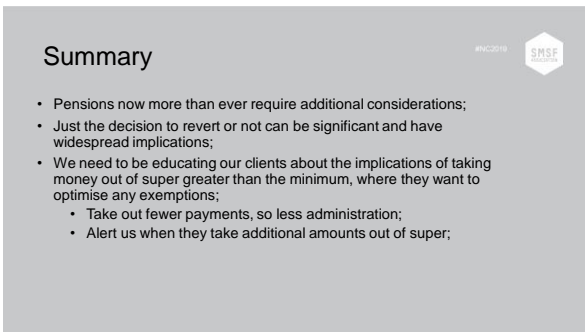 Summary
#NC2019
SMSF
ASSOCIATION
• Pensions now more than ever require additional considerations;
• Just the decision to revert or not can be significant and have
widespread implications;
• We need to be educating our clients about the implications of taking
money out of super greater than the minimum, where they want to
optimise any exemptions;
• Take out fewer payments, so less administration;
• Alert us when they take additional amounts out of super;